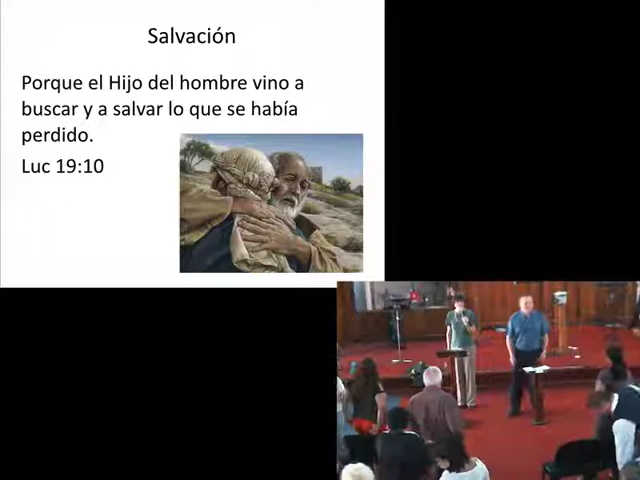 Salvación
Porque el Hijo del hombre vino a
buscar y a salvar lo que se había
perdido.
Luc 19:10